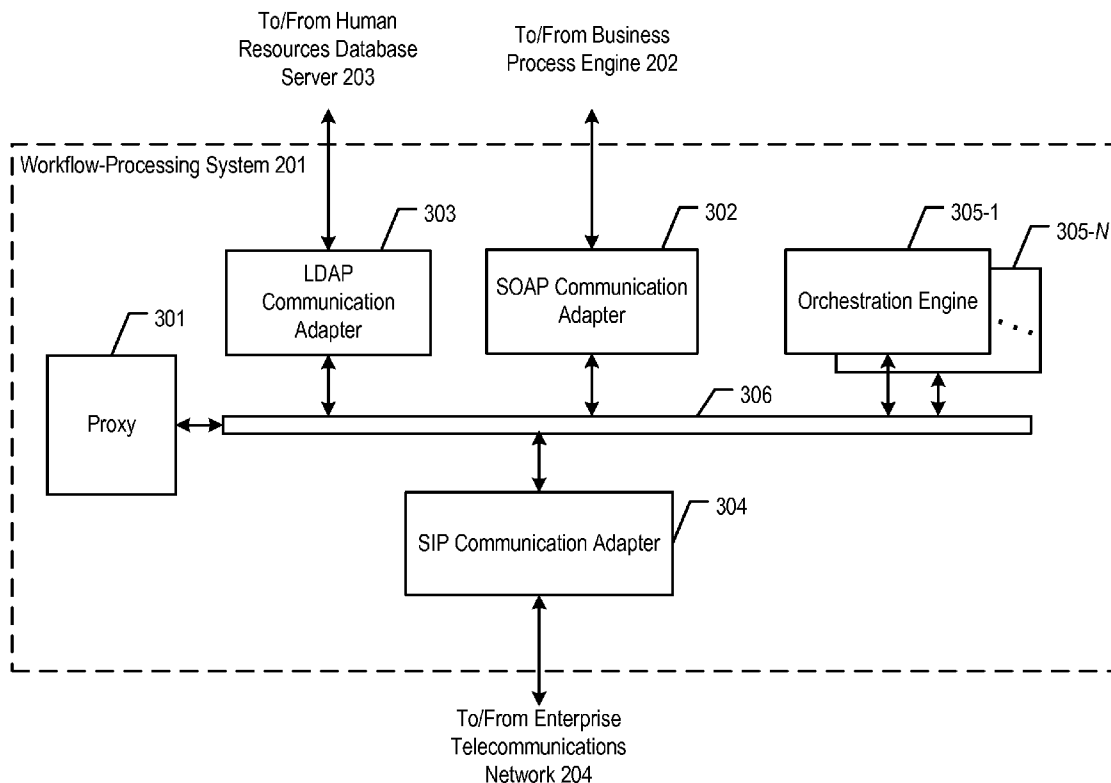 To/From Human
Resources Database
Server 203
To/From Business
Process Engine 202
Workflow-Processing System 201
303
302
305-1
305-N
LDAP
Communication
Adapter
SOAP Communication
Adapter
Orchestration Engine
301
Proxy
306
304
SIP Communication Adapter
To/From Enterprise
Telecommunications
Network 204